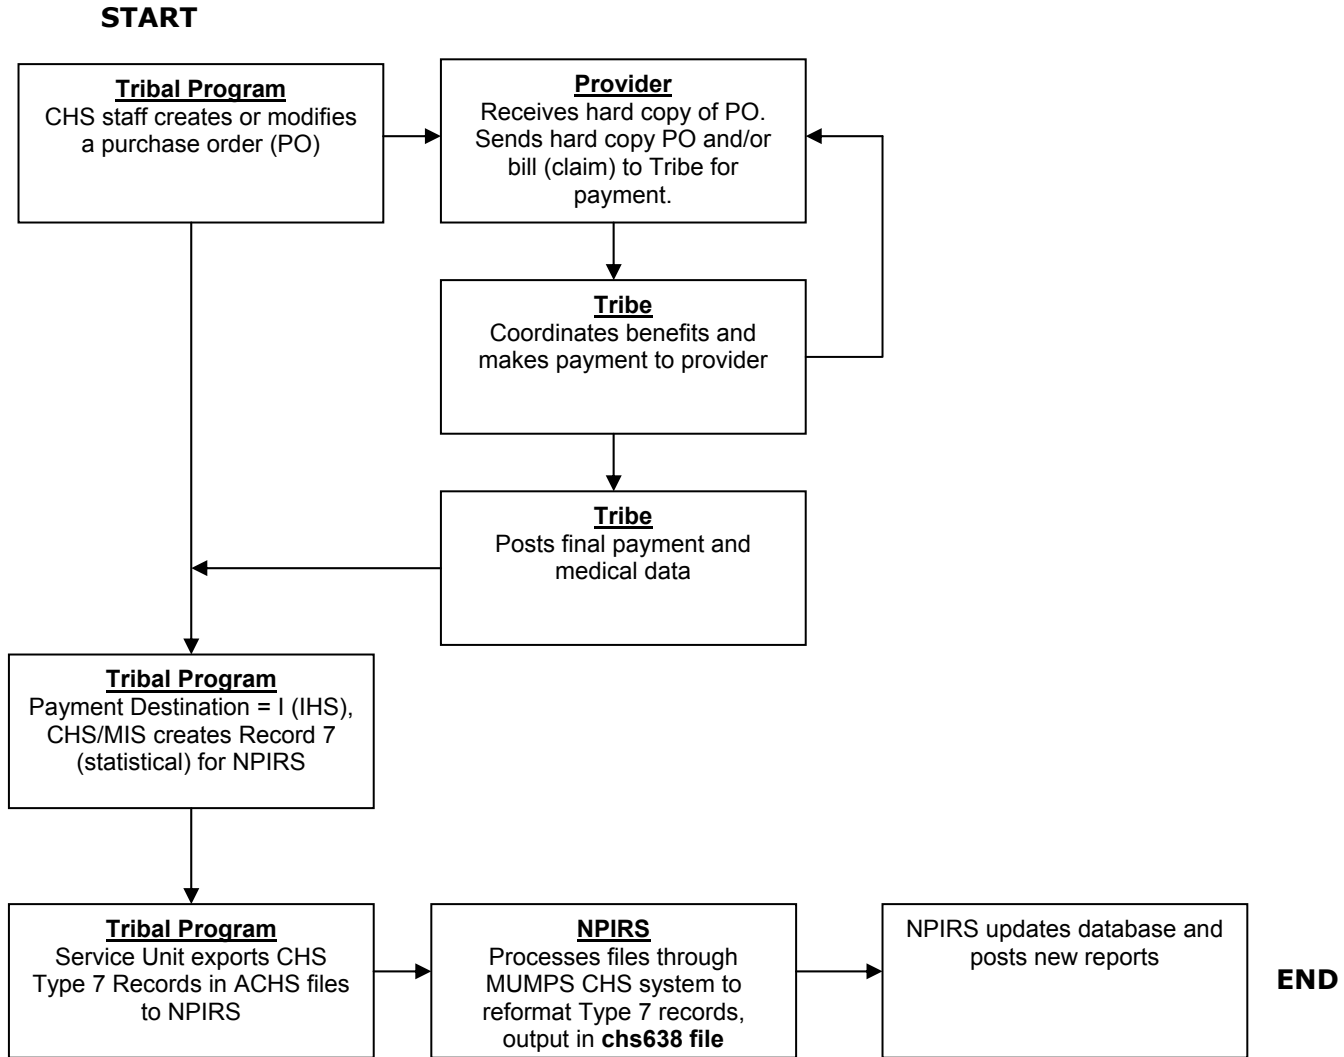 START
Tribal Program
CHS staff creates or modifies
a purchase order (PO)
Provider
Receives hard copy of PO.
Sends hard copy PO and/or
bill (claim) to Tribe for
payment.
Tribe
Coordinates benefits and
makes payment to provider
Tribe
Posts final payment and
medical data
Tribal Program
Payment Destination = I (IHS),
CHS/MIS creates Record 7
(statistical) for NPIRS
Tribal Program
Service Unit exports CHS
Type 7 Records in ACHS files
to NPIRS
NPIRS
Processes files through
MUMPS CHS system to
reformat Type 7 records,
output in chs638 file
NPIRS updates database and
posts new reports
END